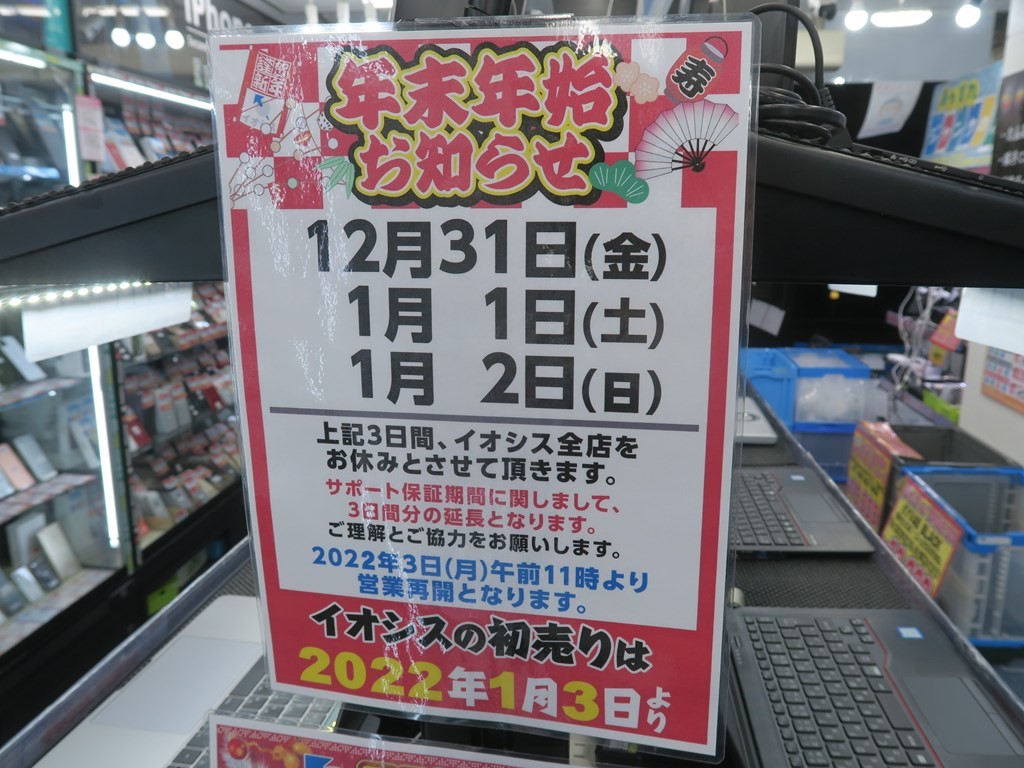 iPhone
寿
年末年始
お知らせ
12月31日(金)
1月 1日(土)
1月 2日(日)
上記3日間、イオシス全店を
お休みとさせて頂きます。
サポート保証期間に関しまして、
3日間分の延長となります。
ご理解とご協力をお願いします。
2022年3日(月)午前11時より
営業再開となります。
イオシスの初売りは
2022年1月3日より